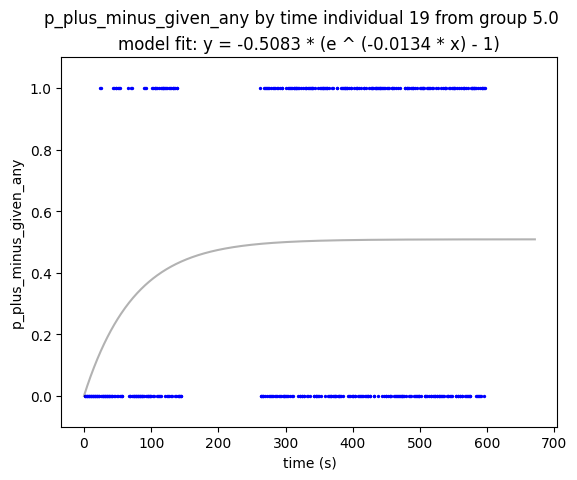 p_plus_minus_given_any by time individual 19 from group 5.0
model fit: y = -0.5083 * (e ^ (-0.0134 * x) - 1)
1.0
0.8
0.6
0.4
0.2
0.0
p_plus_minus_given_any
0 100 200 300 400 500 600 700
time (s)